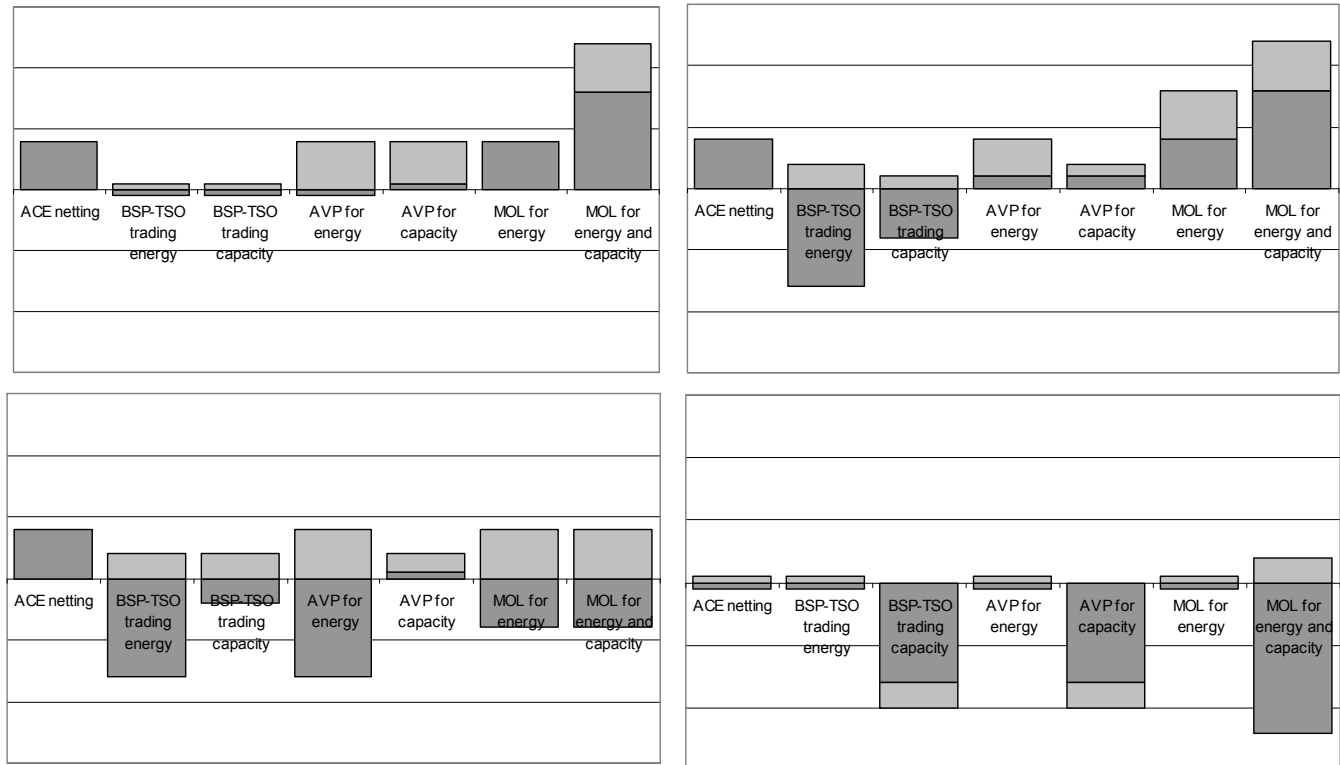 ACE netting
BSP-TSO
trading
energy
BSP-TSO
trading
capacity
AVP for
energy
AVP for
capacity
MOL for
energy
MOL for
energy and
capacity
ACE netting
BSP-TSO
trading
energy
BSP-TSO
trading
capacity
AVP for
energy
AVP for
capacity
MOL for
energy
MOL for
energy and
capacity
ACE netting
BSP-TSO
trading
energy
BSP-TSO
trading
capacity
AVP for
energy
AVP for
capacity
MOL for
energy
MOL for
energy and
capacity
ACE netting
BSP-TSO
trading
energy
BSP-TSO
trading
capacity
AVP for
energy
AVP for
capacity
MOL for
energy
MOL for
energy and
capacity